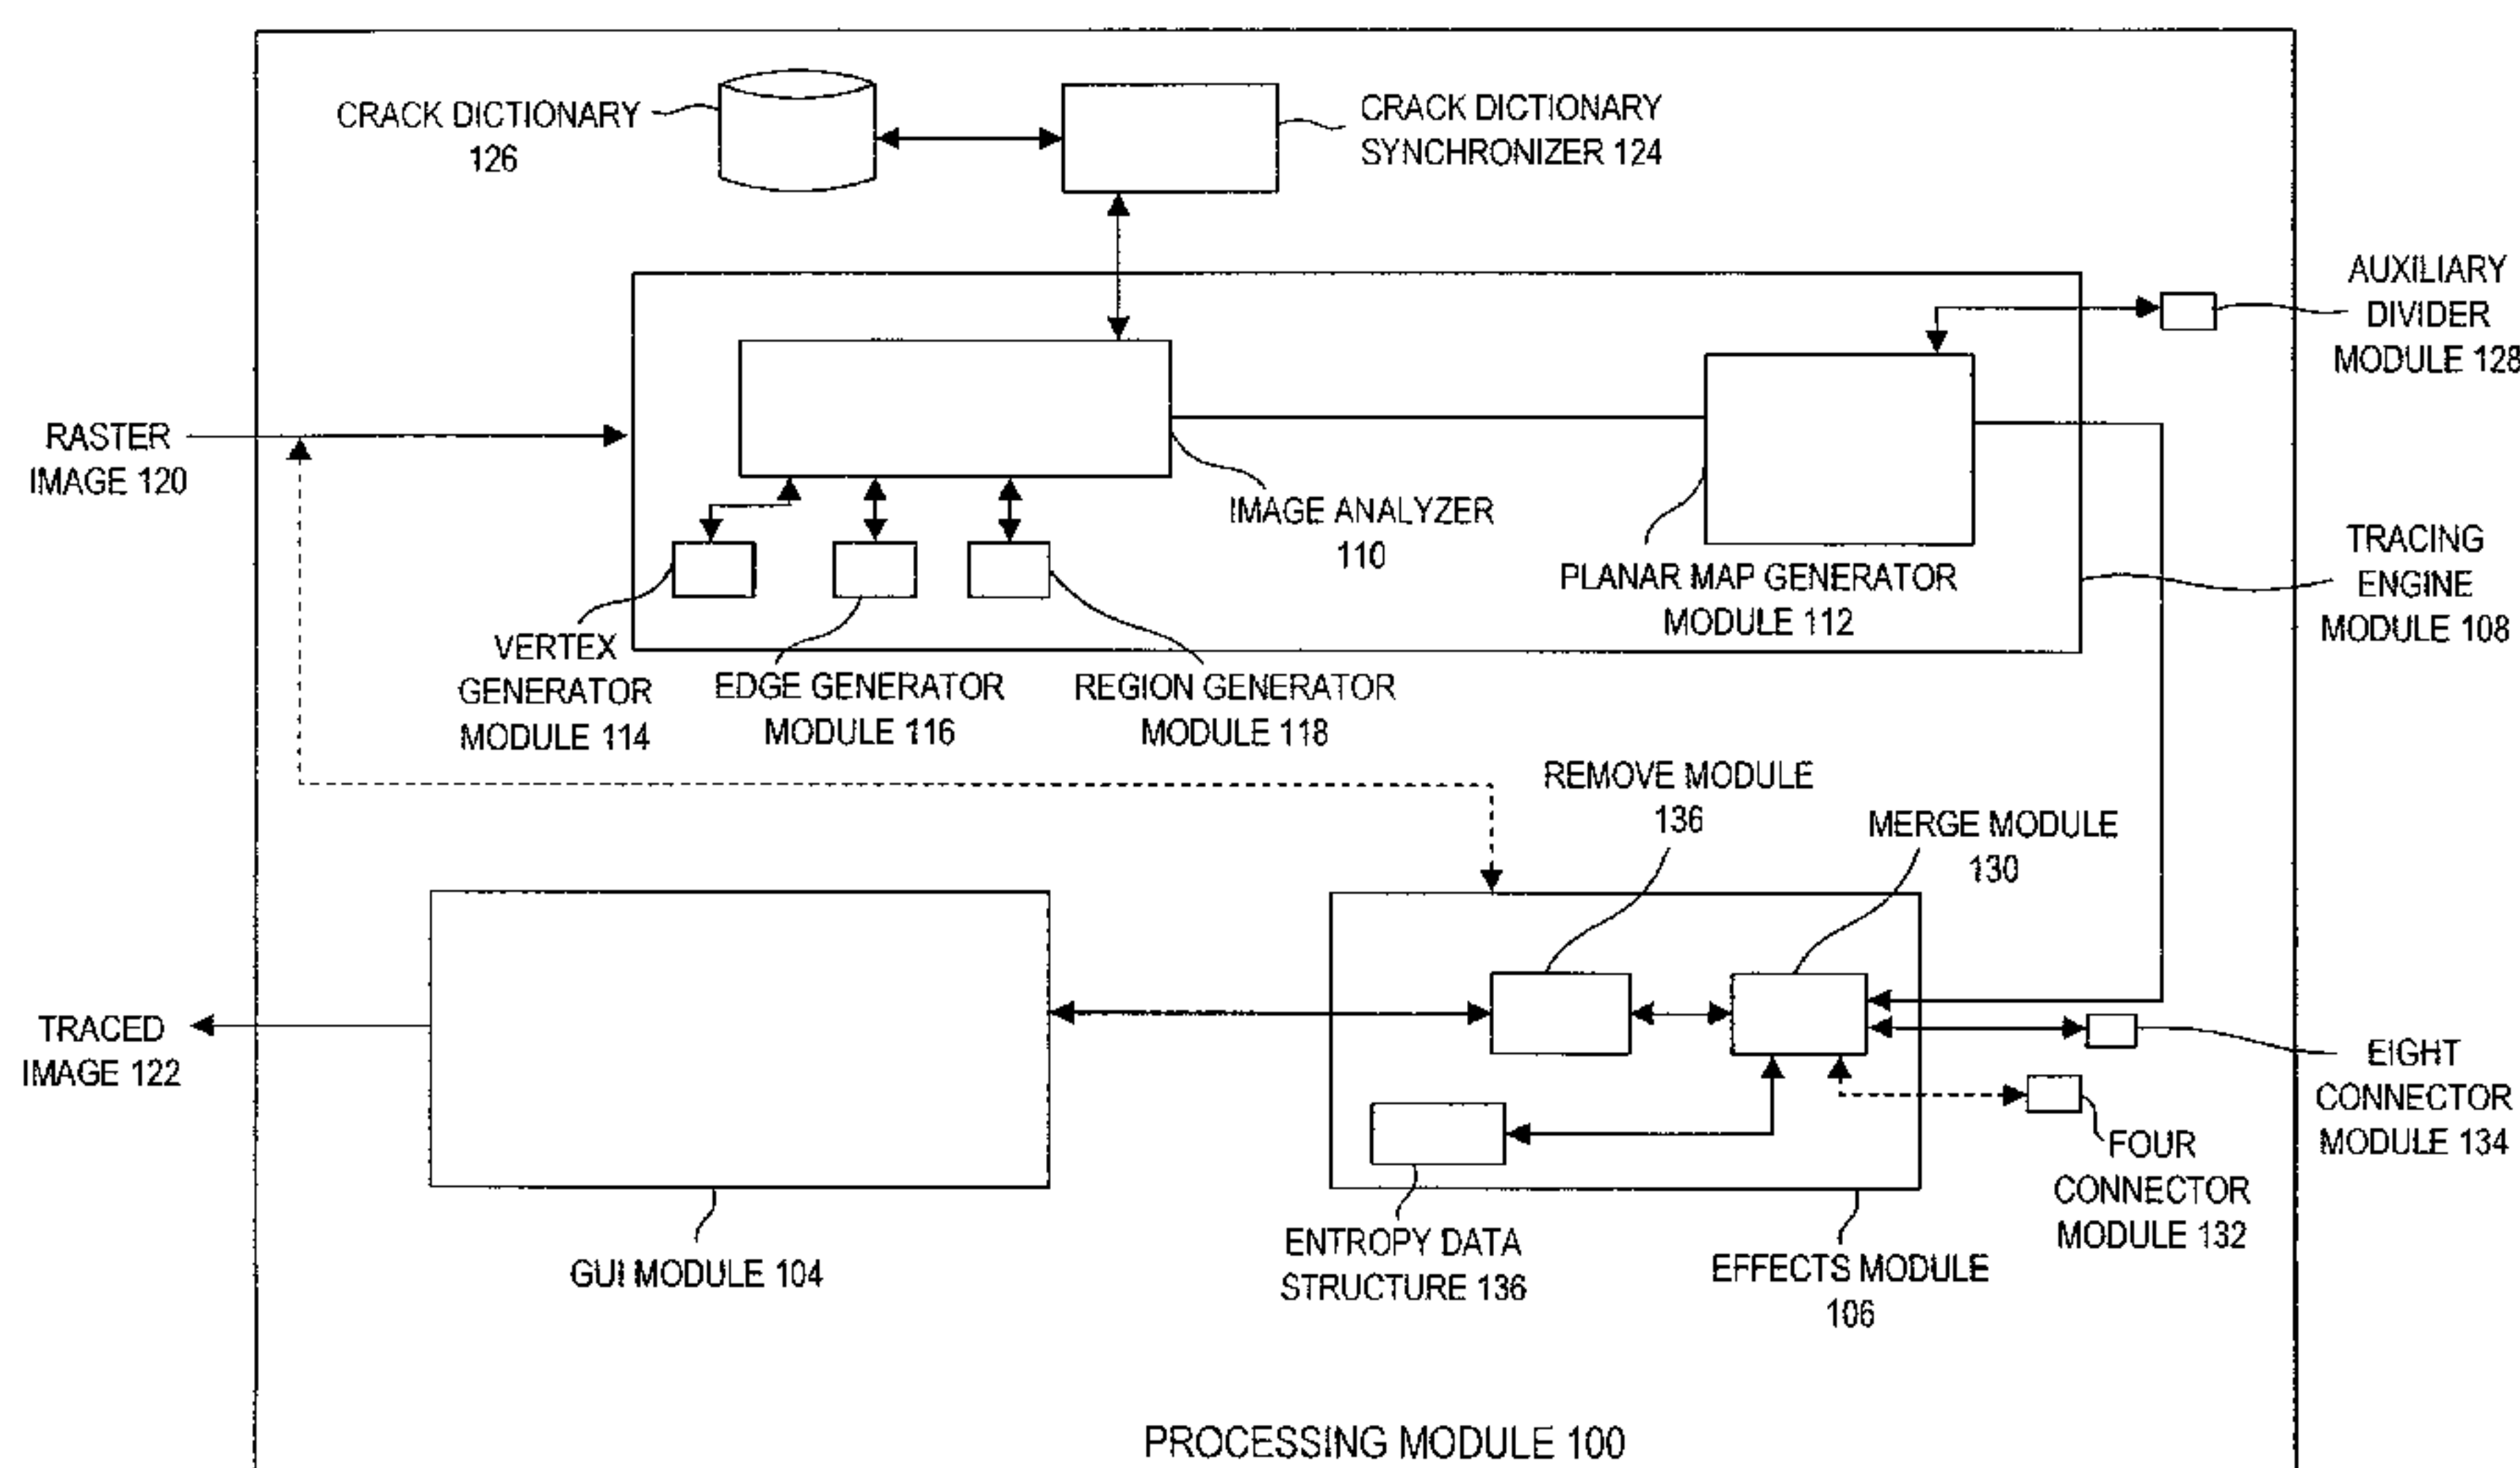 CRACK DICTIONARY
126
CRACK DICTIONARY
SYNCHRONIZER 124
AUXILIARY
DIVIDER
MODULE 128
RASTER
IMAGE 120
IMAGE ANALYZER
110
PLANAR MAP GENERATOR
MODULE 112
TRACING
ENGINE
MODULE 108
VERTEX
GENERATOR
MODULE 114
EDGE GENERATOR
MODULE 116
REGION GENERATOR
MODULE 118
REMOVE MODULE
136
MERGE MODULE
130
TRACED
IMAGE 122
EIGHT
CONNECTOR
MODULE 134
FOUR
CONNECTOR
MODULE 132
GUI MODULE 104
ENTROPY DATA
STRUCTURE 136
EFFECTS MODULE
106
PROCESSING MODULE 100